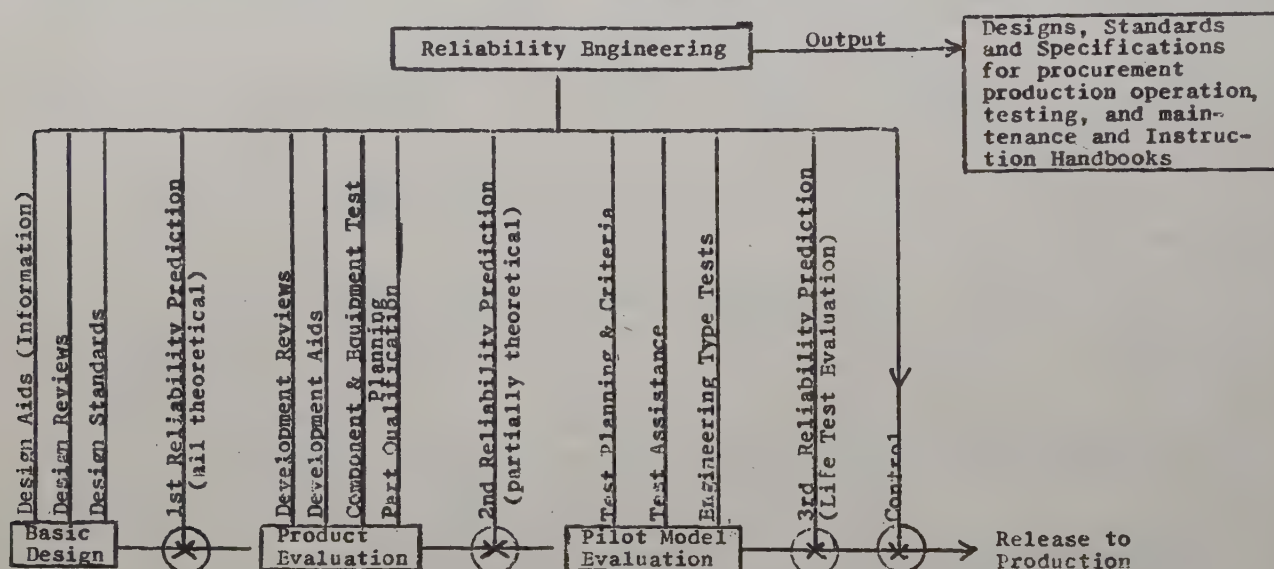 Reliability Engineering
Output
Designs, Standards
and Specifications
for procurement
production operation,
testing, and main-
tenance and Instruc-
tion Handbooks
Design Aids (Information)
Design Reviews
Design Standards
1st Reliability Prediction
(all theoretical)
Development Reviews
Development Aids
Component & Equipment Test
Planning
Part Qualification
2nd Reliability Prediction
(partially theoretical)
Test Planning & Criteria
Test Assistance
Engineering Type Tests
3rd Reliability Prediction
(Life Test Evaluation)
Control
Basic
Design
Product
Evaluation
Pilot Model
Evaluation
Release to
Production